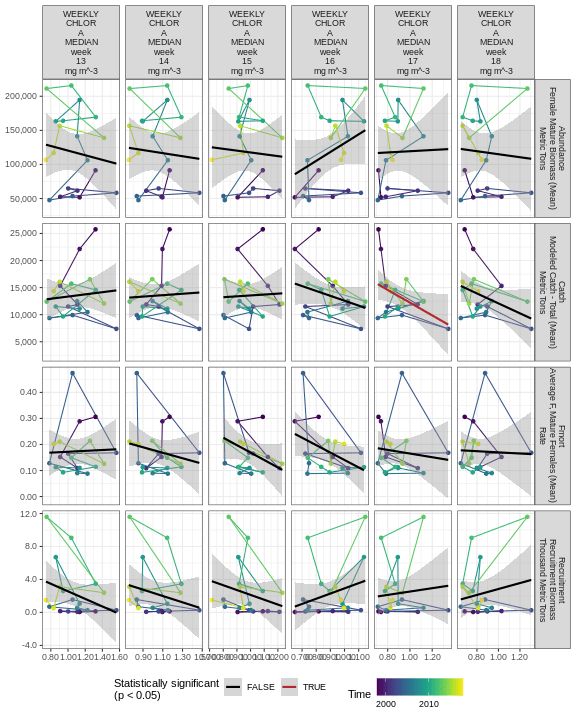 WEEKLY
CHLOR
A
MEDIAN
week
13
mg m^-3
WEEKLY
CHLOR
A
MEDIAN
week
14
mg m^-3
WEEKLY
CHLOR
A
MEDIAN
week
15
mg m^-3
WEEKLY
CHLOR
A
MEDIAN
week
16
mg m^-3
WEEKLY
CHLOR
A
MEDIAN
week
17
mg m^-3
WEEKLY
CHLOR
A
MEDIAN
week
18
mg m^-3
200,000
150,000
100,000
50,000
Abundance
Female Mature Biomass (Mean)
Metric Tons
25,000
20,000
15,000
10,000
5,000
Catch
Modeled Catch - Total (Mean)
Metric Tons
0.40
0.30
0.20
0.10
0.00
Fmort
Average F, Mature Females (Mean)
Rate
12.0
8.0
4.0
0.0
-4.0
Recruitment
Recruitment Biomass
Thousand Metric Tons
0.80 1.00 1.20 1.40 1.60
0.90 1.10 1.30
0.80 1.00 1.20
0.80 1.00 1.20
Statistically significant
(p < 0.05)
FALSE
TRUE
Time
2000
2010